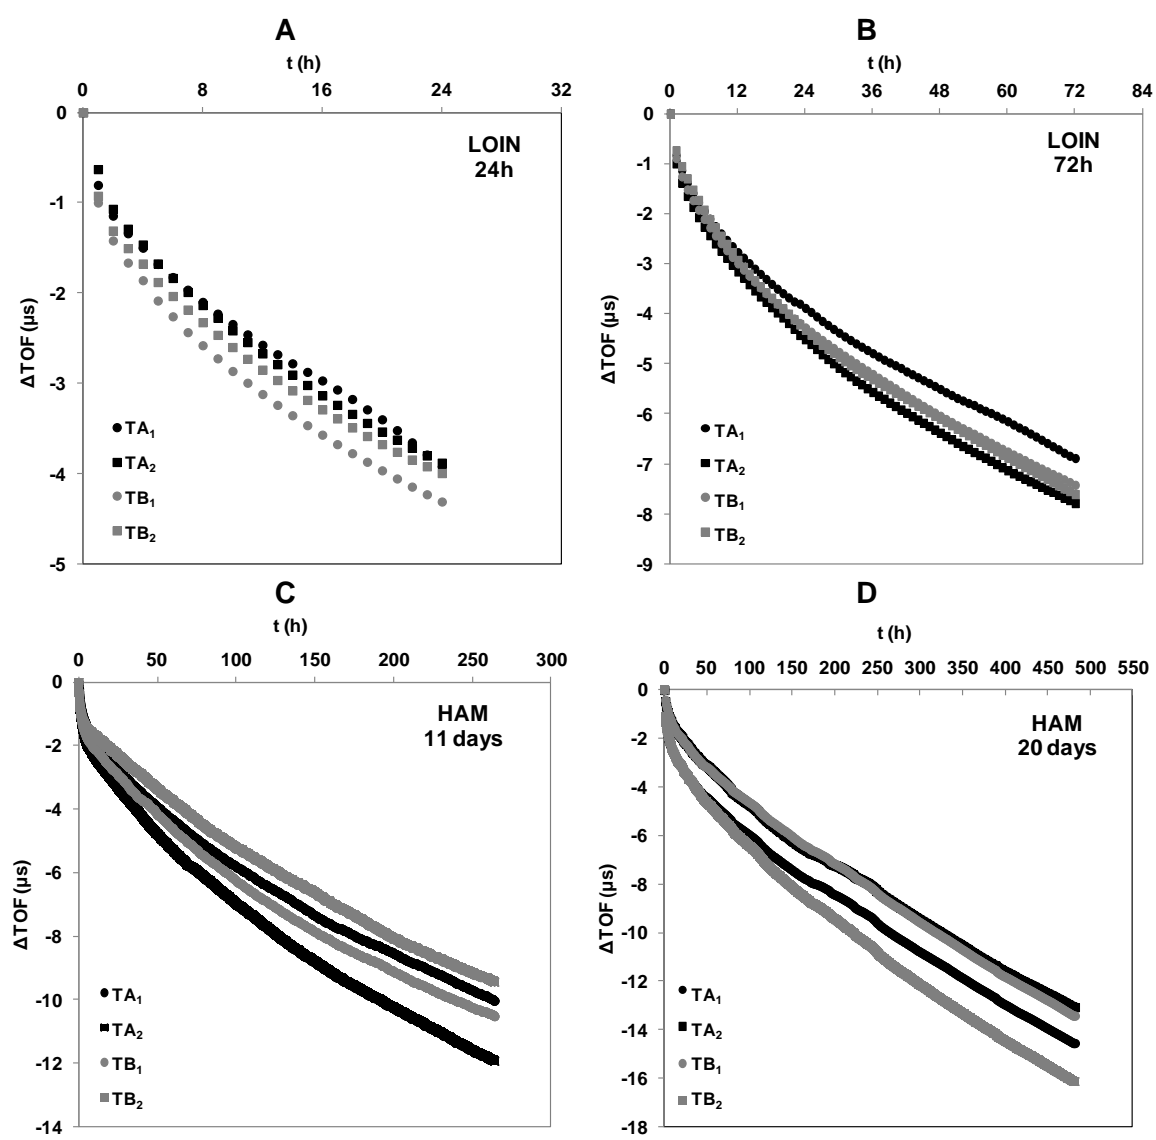 A
t (h)
0 8 16 24 32
0
-1
-2
-3
-4
-5
ΔTOF (µs)
LOIN
24h
TA1
TA2
TB1
TB2
B
t (h)
0 12 24 36 48 60 72 84
0
-1
-2
-3
-4
-5
-6
-7
-8
-9
ΔTOF (µs)
LOIN
72h
TA1
TA2
TB1
TB2
C
t (h)
0 50 100 150 200 250 300
0
-2
-4
-6
-8
-10
-12
-14
ΔTOF (µs)
HAM
11 days
TA1
TA2
TB1
TB2
D
t (h)
0 50 100 150 200 250 300 350 400 450 500 550
0
-2
-4
-6
-8
-10
-12
-14
-16
-18
ΔTOF (µs)
HAM
20 days
TA1
TA2
TB1
TB2